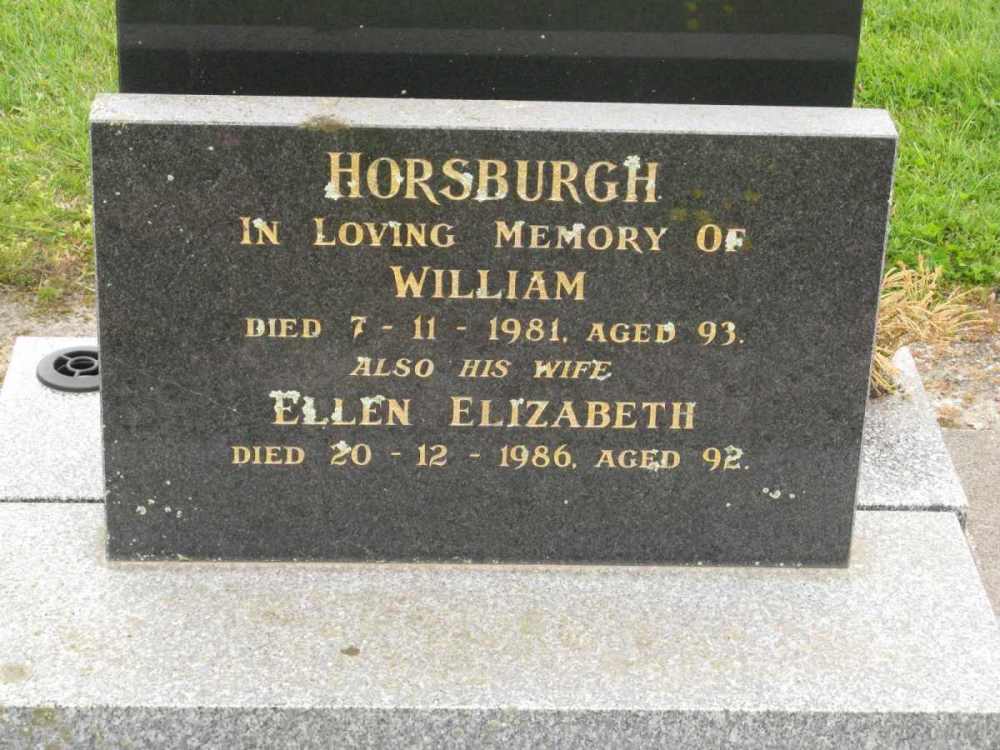 HORSBURGH
IN LOVING MEMORY OF
WILLIAM
DIED 7 - 11 - 1981, AGED 93.
ALSO HIS WIFE
ELLEN ELIZABETH
DIED 20 - 12 - 1986, AGED 92.